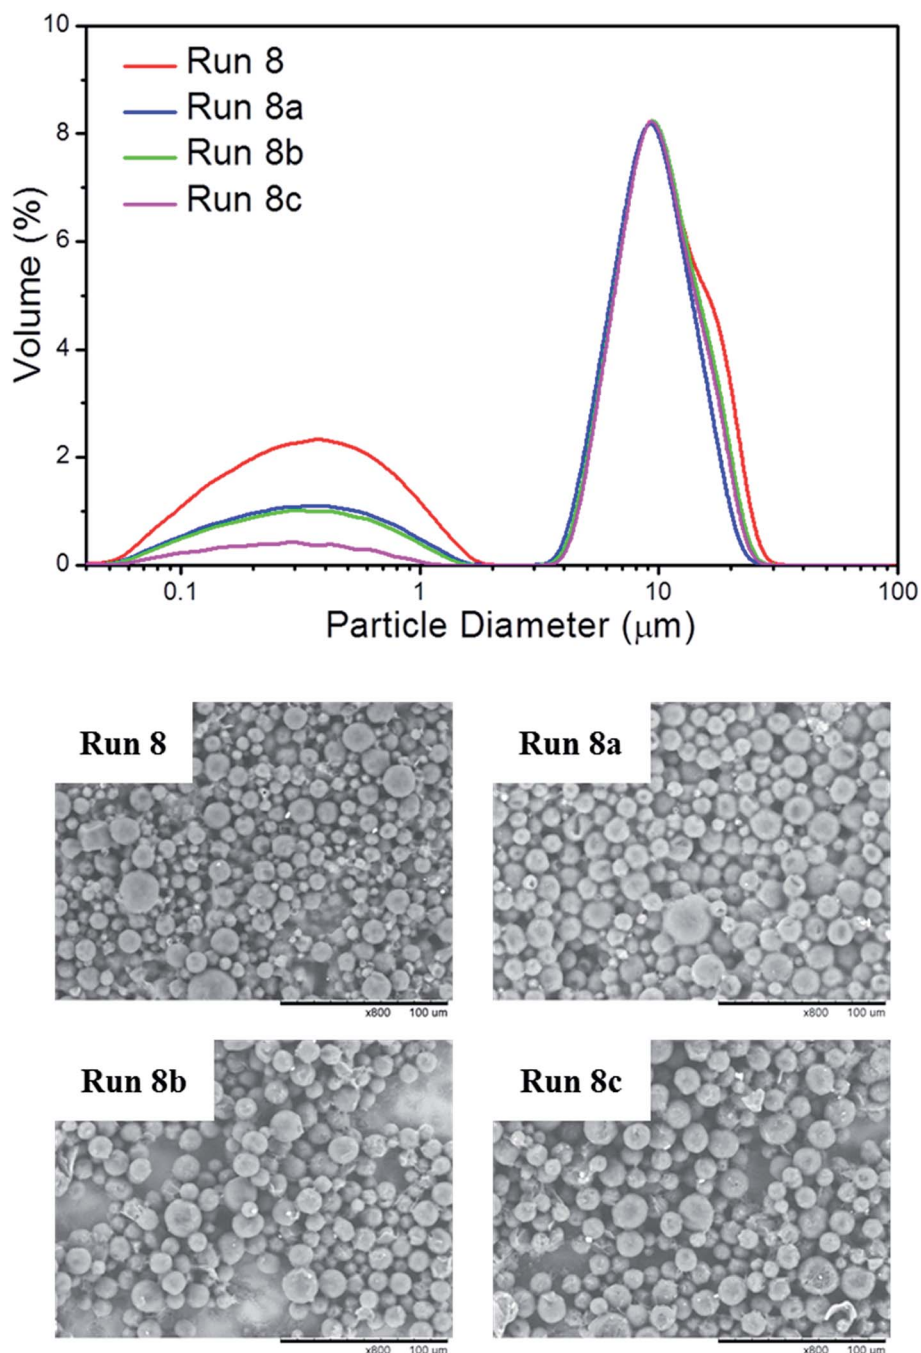 10
Run 8
Run 8a
Run 8b
Run 8c
8
6
4
2
0
Volume (%)
0.1 1 10 100
Particle Diameter (μm)
Run 8
Run 8a
x800 100 um
x800 100 um
Run 8b
Run 8c
x800 100 um
x800 100 um